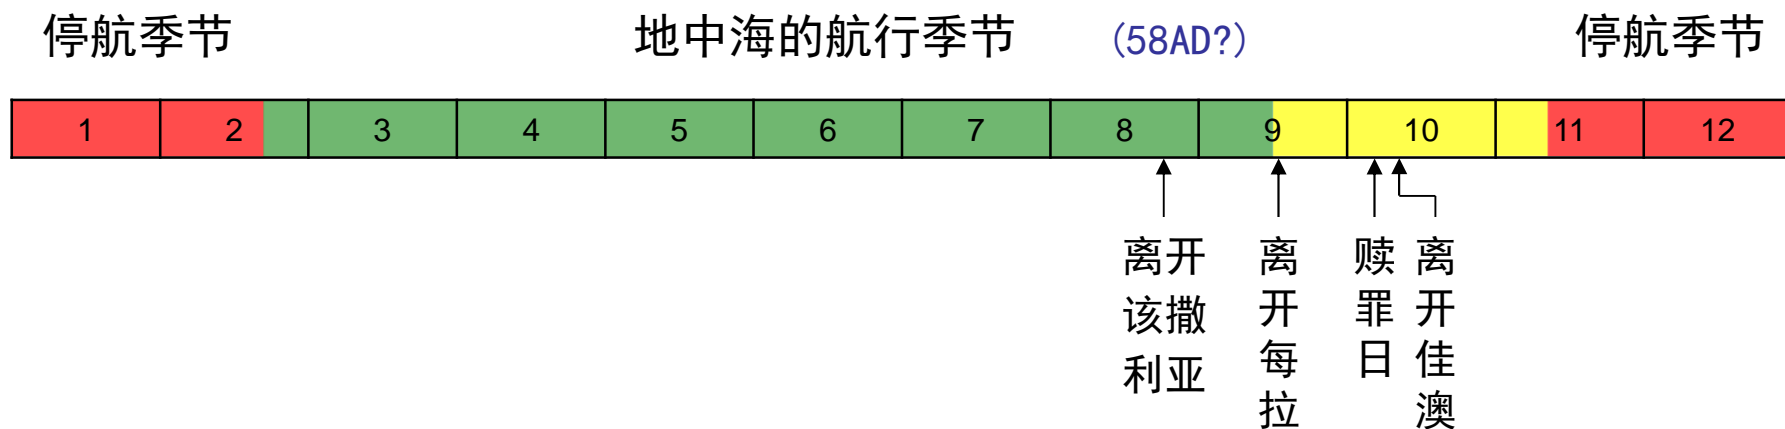 停航季节 地中海的航行季节 (58AD?) 停航季节
1 2 3 4 5 6 7 8 9 10 11 12
离开该撒利亚
离开每拉
赎罪日
离开佳澳